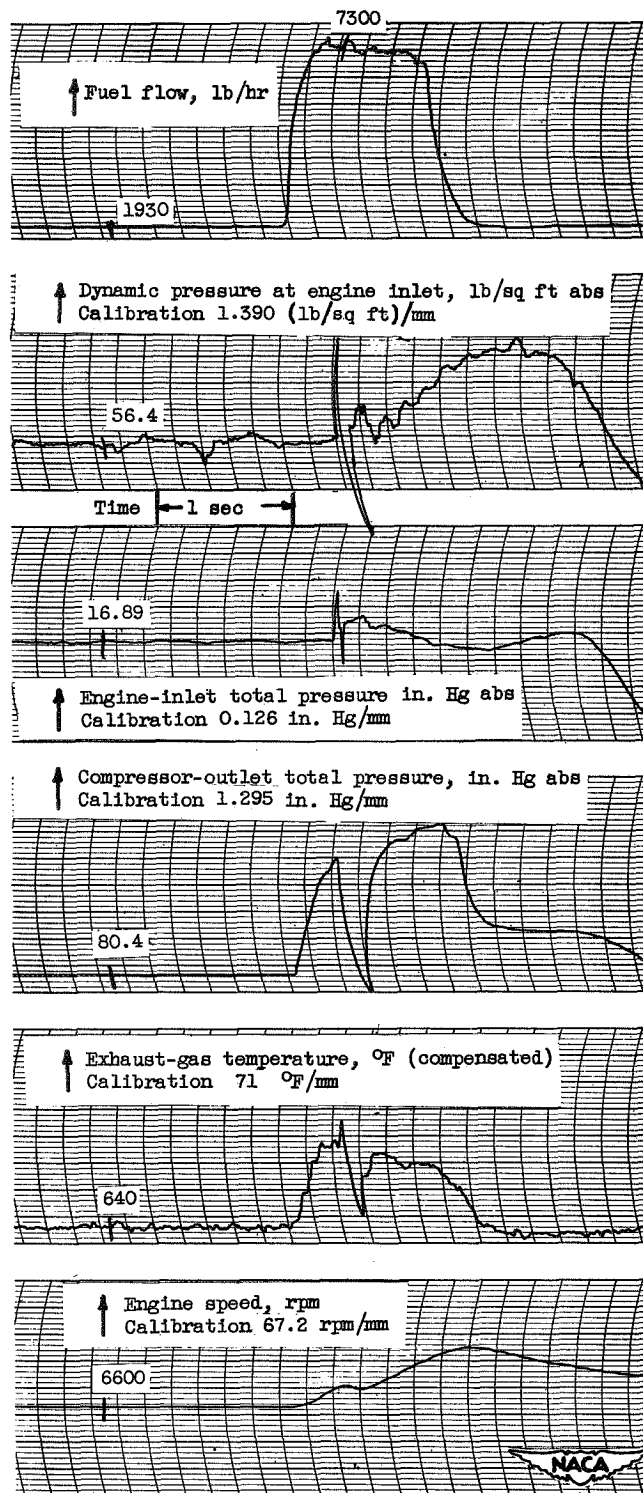 7300
Fuel flow, lb/hr
1930
Dynamic pressure at engine inlet, lb/sq ft abs
Calibration 1.390 (lb/sq ft)/mm
56.4
Time 1 sec
16.89
Engine-inlet total pressure in. Hg abs
Calibration 0.126 in. Hg/mm
Compressor-outlet total pressure, in. Hg abs
Calibration 1.295 in. Hg/mm
80.4
Exhaust-gas temperature, °F (compensated)
Calibration 71 °F/mm
640
Engine speed, rpm
Calibration 67.2 rpm/mm
6600
NACA